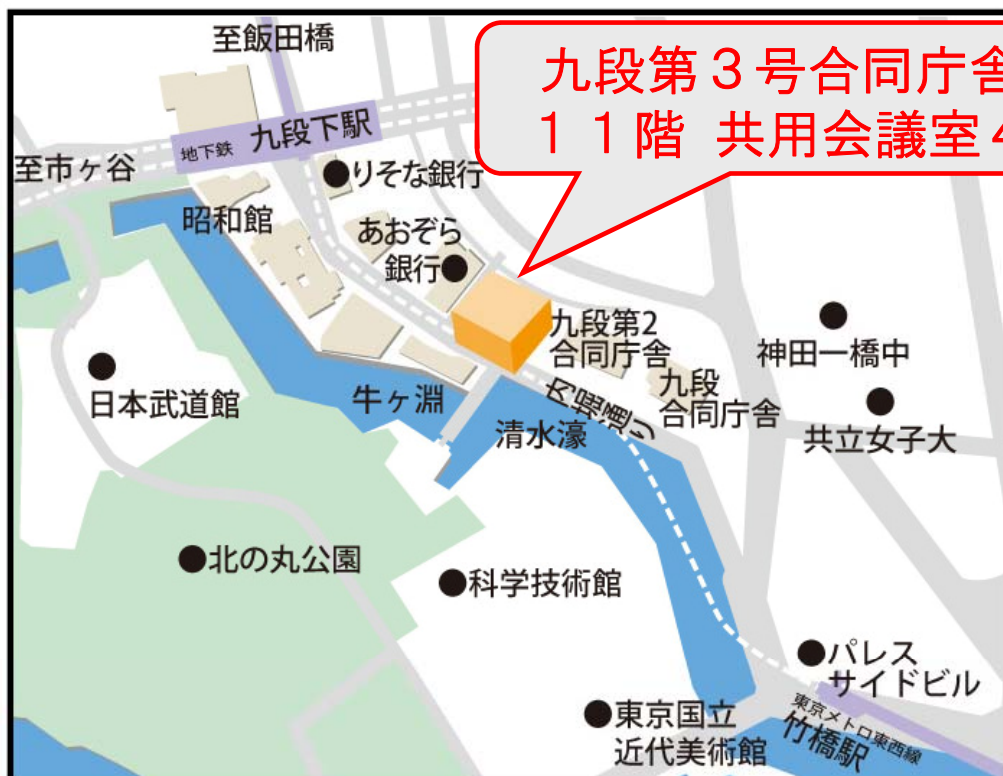 至飯田橋
九段第３号合同庁舎
１１階 共用会議室４
地下鉄 九段下駅
至市ヶ谷
りそな銀行
昭和館
あおぞら
銀行
九段第2
合同庁舎
神田一橋中
日本武道館
牛ヶ淵
内堀通り
九段
合同庁舎
清水濠
共立女子大
北の丸公園
科学技術館
パレス
サイドビル
東京国立
近代美術館
東京メトロ東西線
竹橋駅